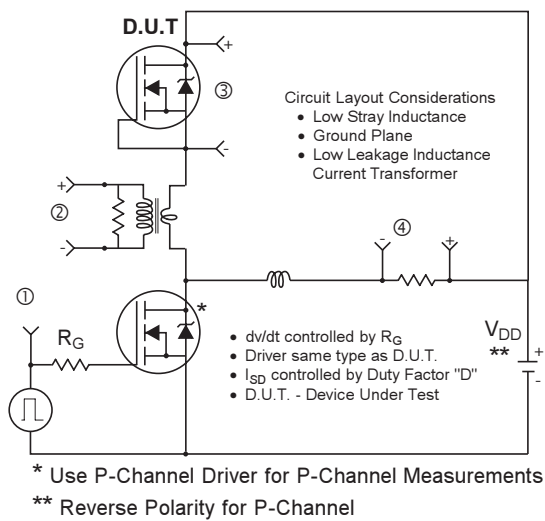 D.U.T
+
③
-
Circuit Layout Considerations
• Low Stray Inductance
• Ground Plane
• Low Leakage Inductance
Current Transformer
+
②
-
- ④ +
①
*
R_G
• dv/dt controlled by R_G
• Driver same type as D.U.T.
• I_SD controlled by Duty Factor "D"
• D.U.T. - Device Under Test
V_DD
**
+
-
* Use P-Channel Driver for P-Channel Measurements
** Reverse Polarity for P-Channel